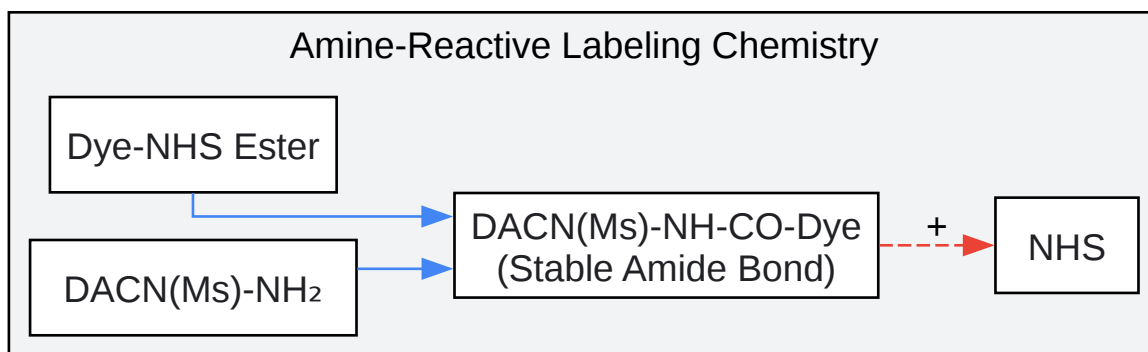 Amine-Reactive Labeling Chemistry
Dye-NHS Ester
DACN(Ms)-NH₂
DACN(Ms)-NH-CO-Dye
(Stable Amide Bond)
+
NHS